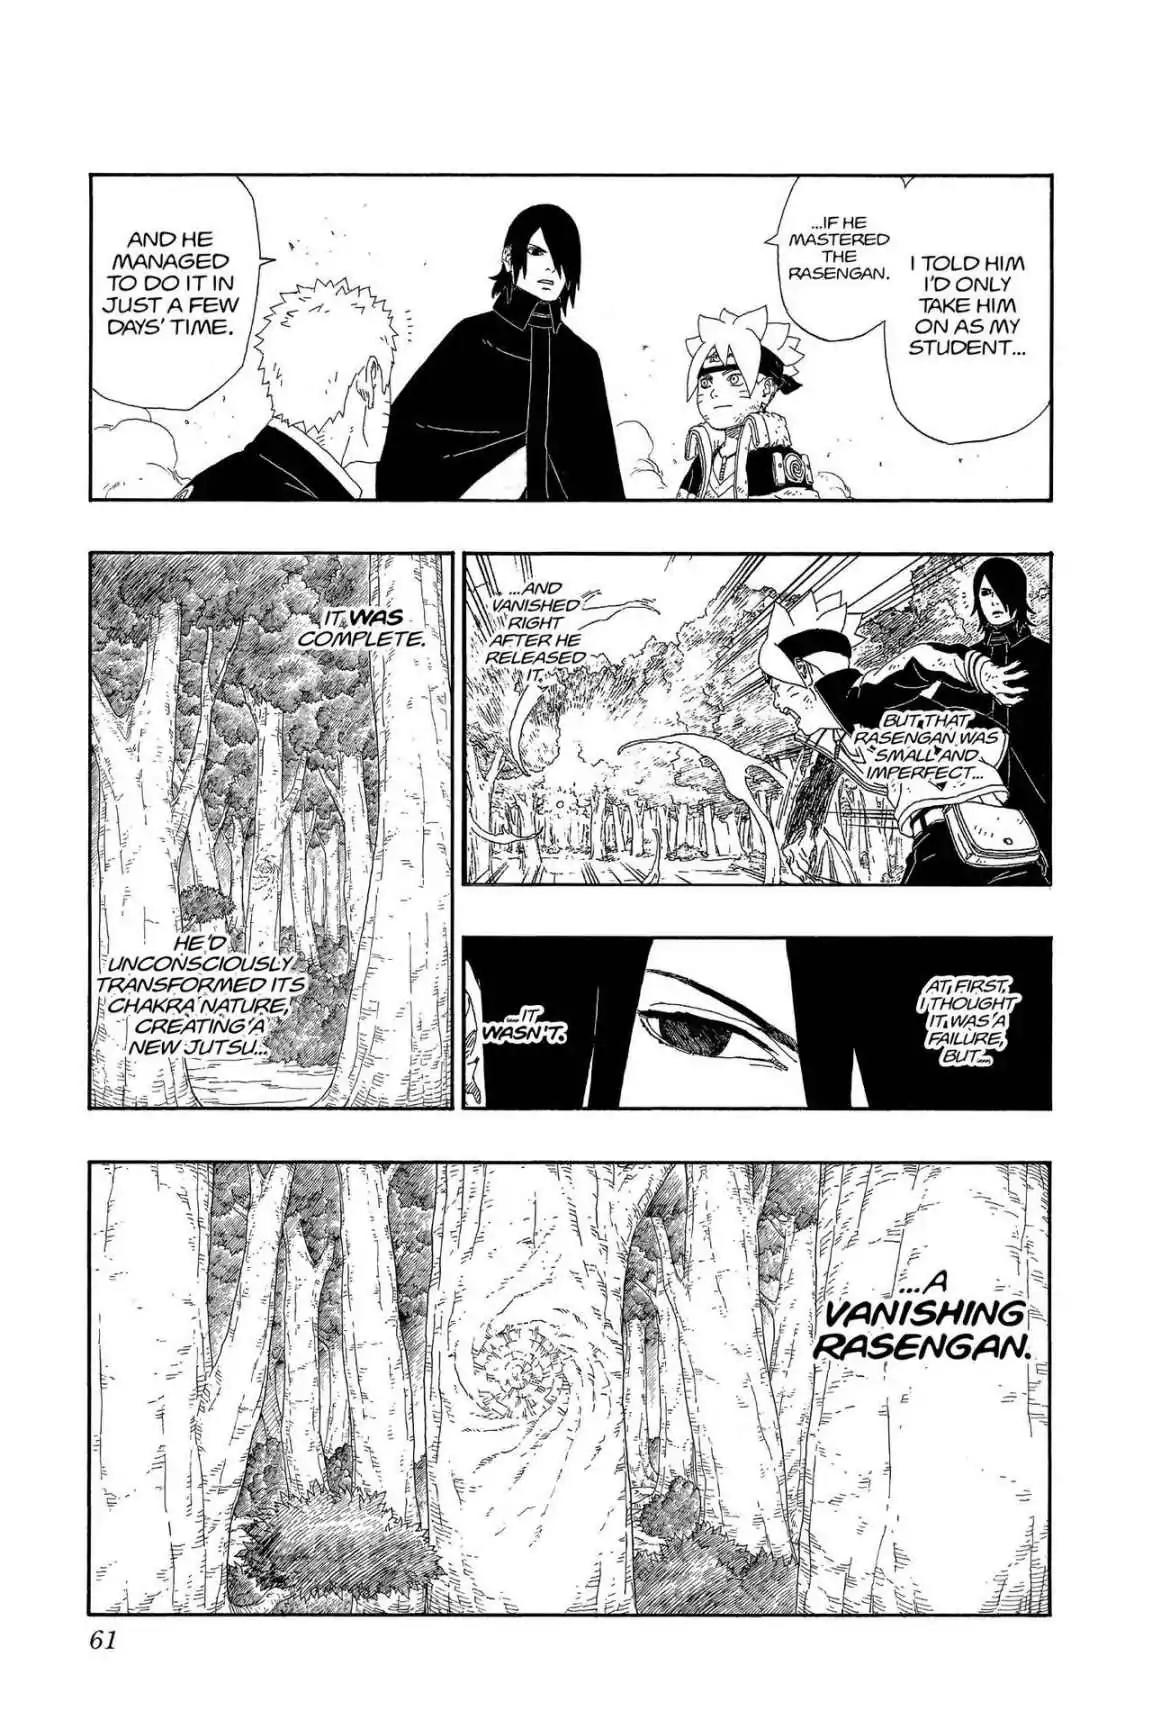 I TOLD HIM
I'D ONLY
TAKE HIM
ON AS MY
STUDENT...
...IF HE
MASTERED
THE
RASENGAN.
AND HE
MANAGED
TO DO IT IN
JUST A FEW
DAYS' TIME.
BUT THAT
RASENGAN WAS
SMALL AND
IMPERFECT...
...AND
VANISHED
RIGHT
AFTER HE
RELEASED
IT.
AT FIRST,
I THOUGHT
IT WAS A
FAILURE,
BUT...
...IT
WASN'T.
IT WAS
COMPLETE.
HE'D
UNCONSCIOUSLY
TRANSFORMED ITS
CHAKRA NATURE,
CREATING A
NEW JUTSU...
...A
VANISHING
RASENGAN.
61